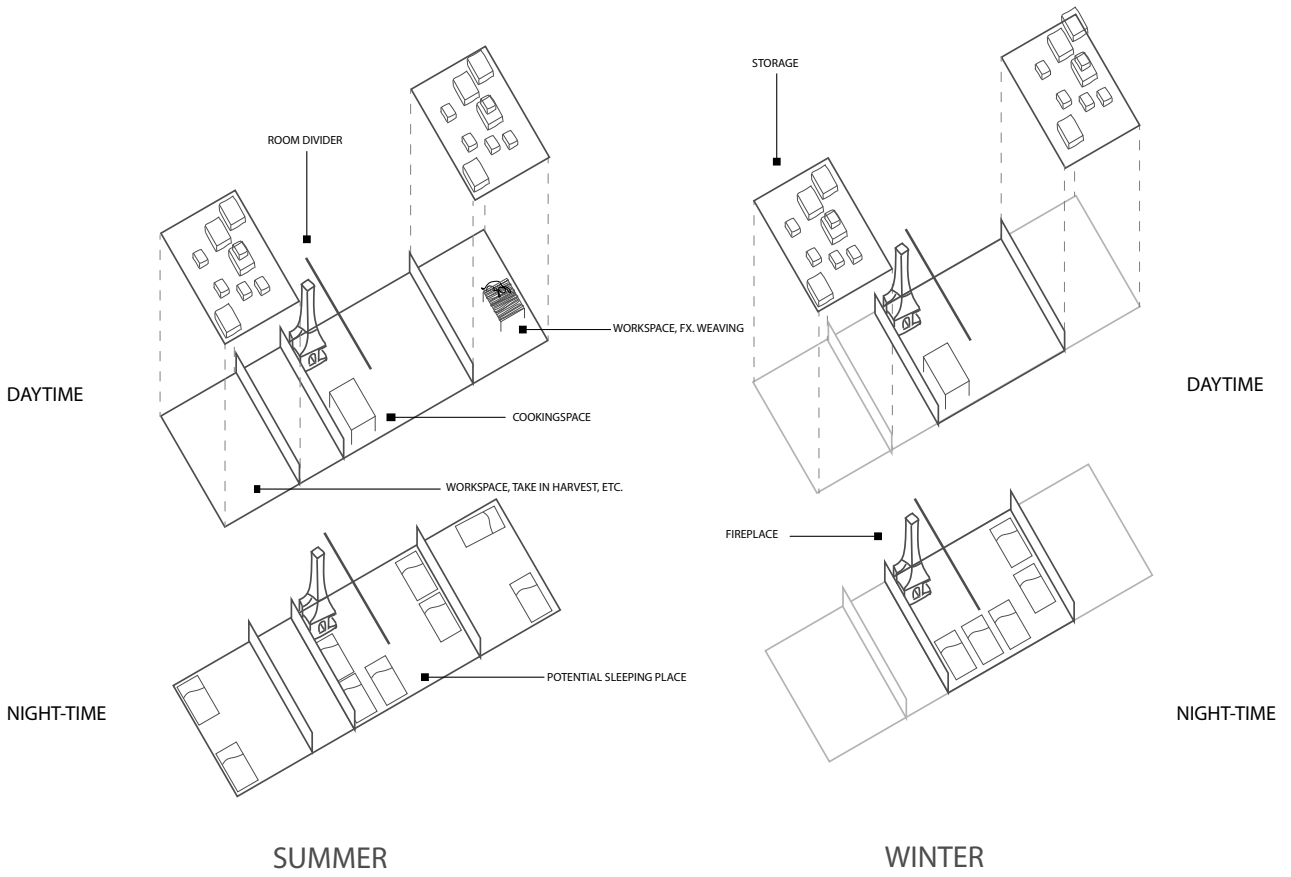 STORAGE
ROOM DIVIDER
WORKSPACE, FX. WEAVING
DAYTIME
DAYTIME
COOKINGSPACE
WORKSPACE, TAKE IN HARVEST, ETC.
FIREPLACE
POTENTIAL SLEEPING PLACE
NIGHT-TIME
NIGHT-TIME
SUMMER
WINTER